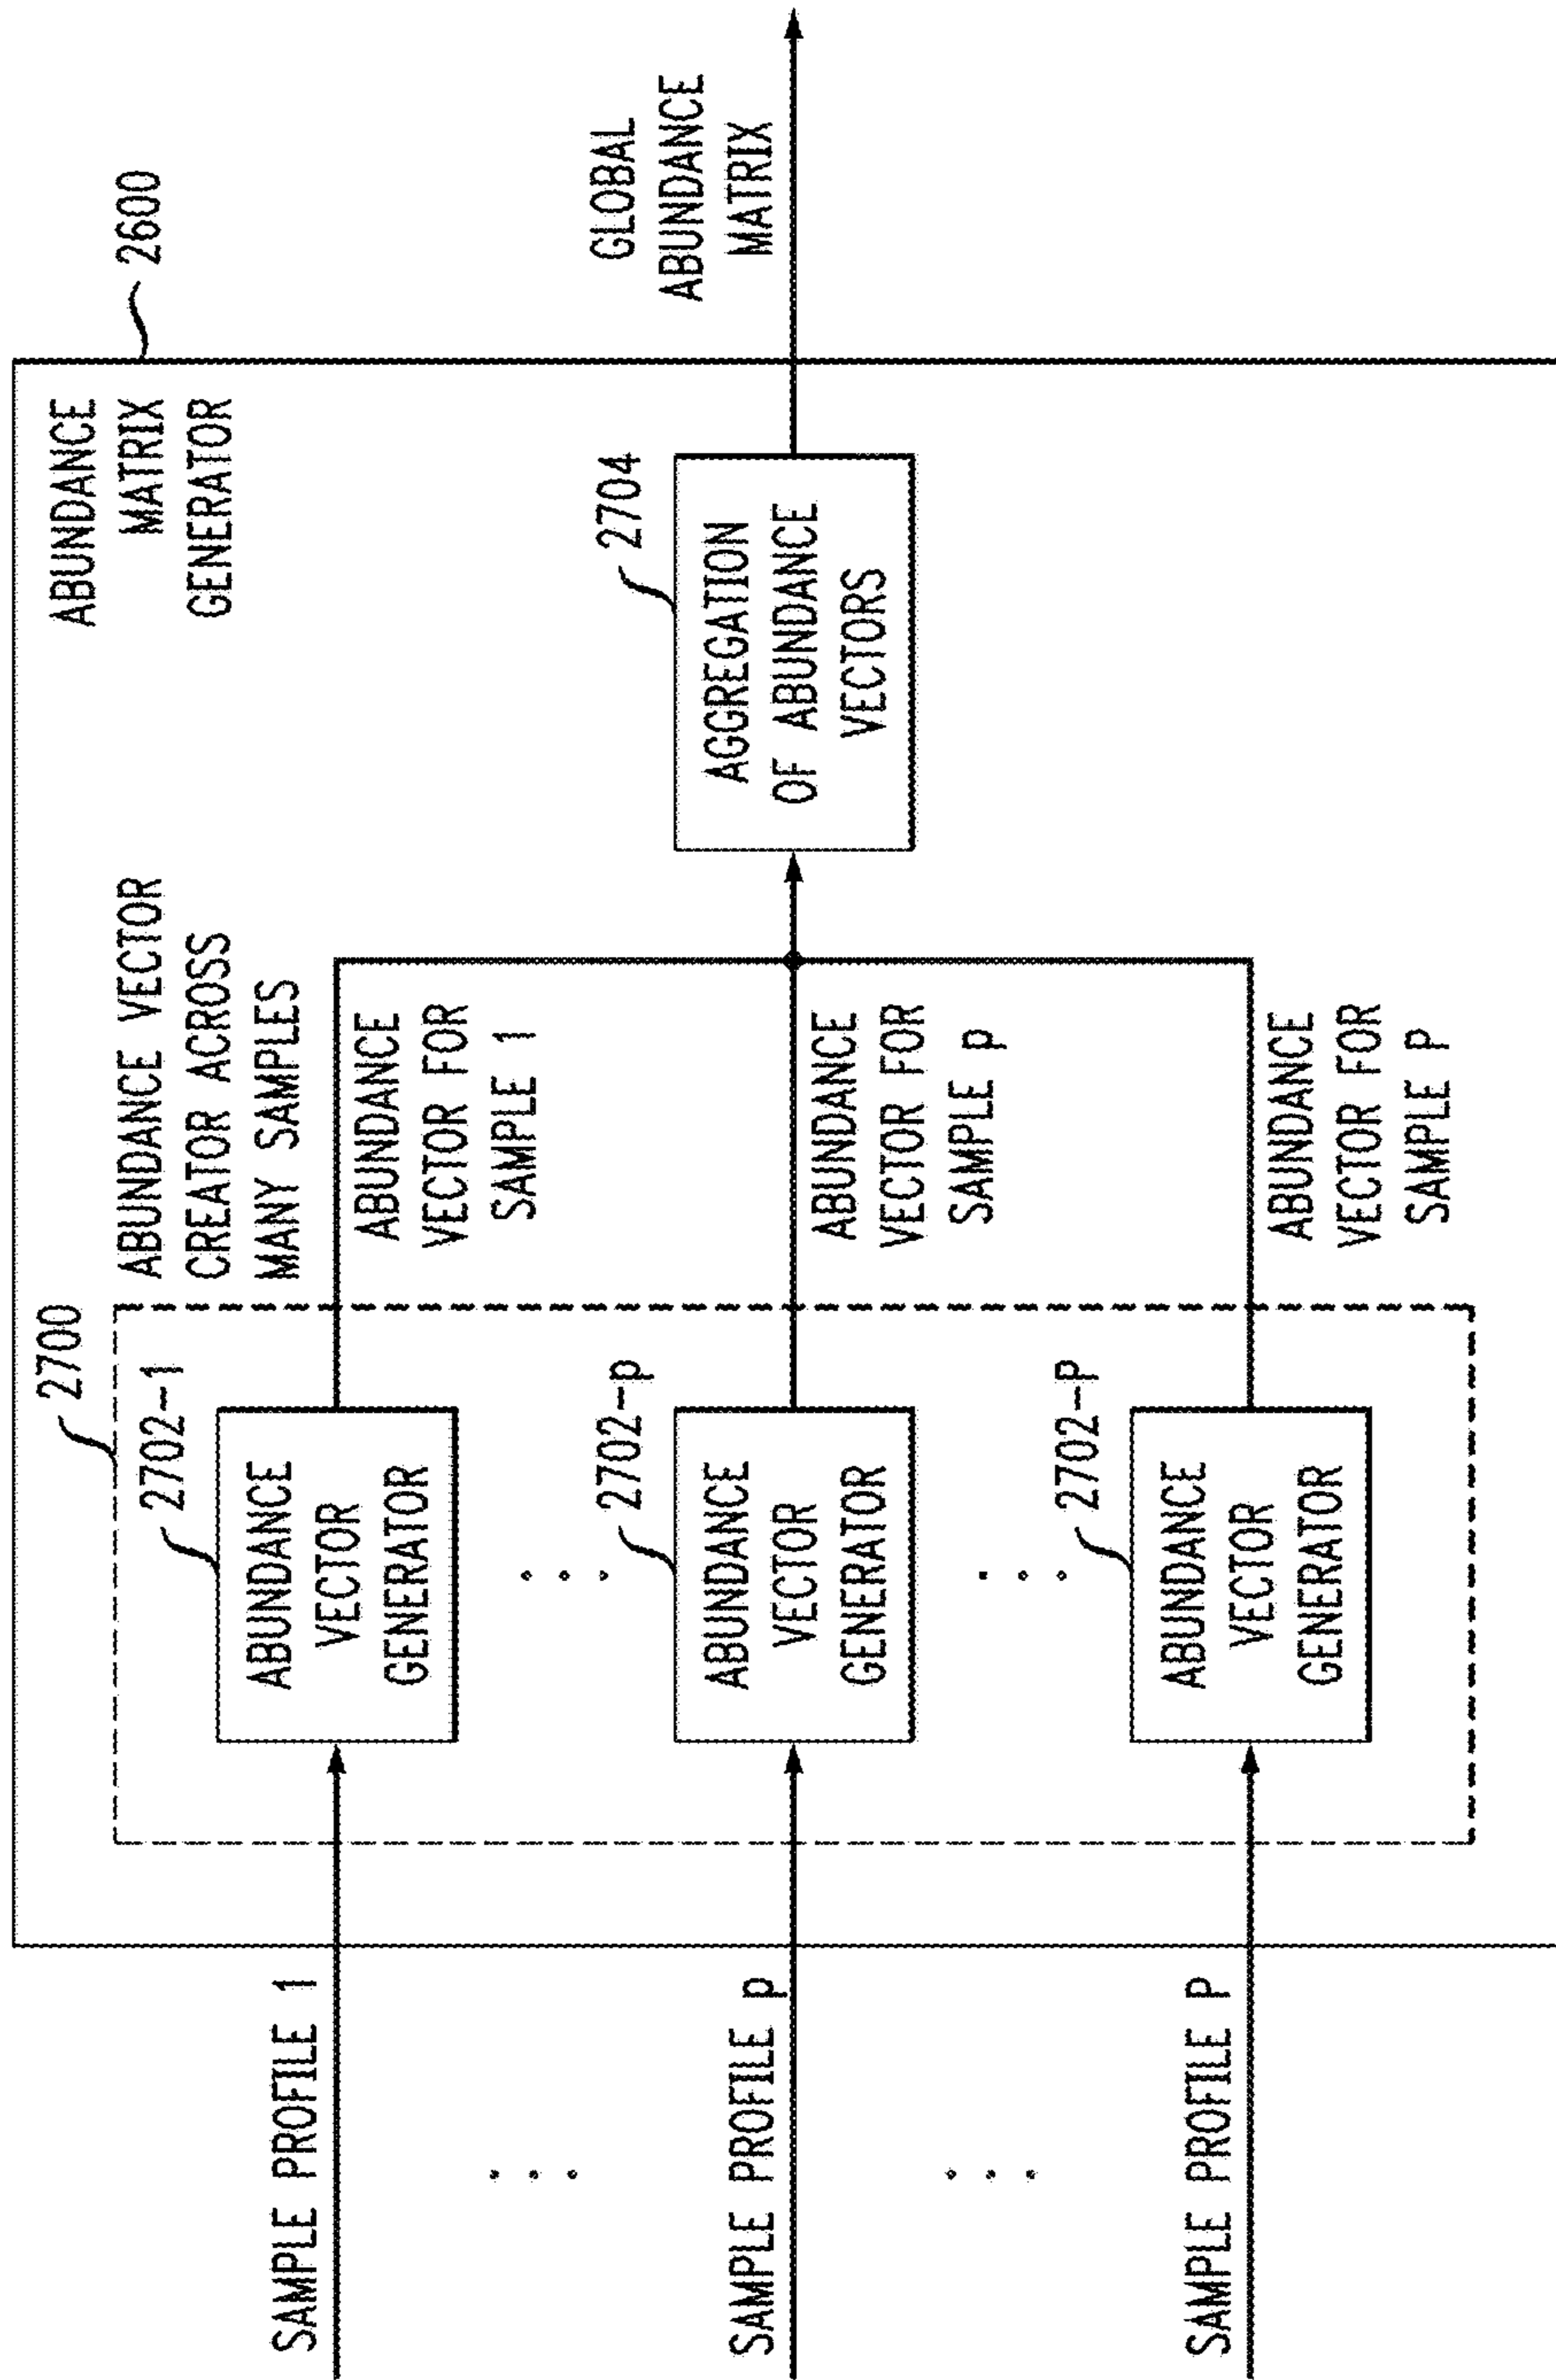 ABUNDANCE
MATRIX
GENERATOR
2600
2700
ABUNDANCE VECTOR
CREATOR ACROSS
MANY SAMPLES
SAMPLE PROFILE 1
2702-1
ABUNDANCE
VECTOR
GENERATOR
ABUNDANCE
VECTOR FOR
SAMPLE 1
SAMPLE PROFILE p
2702-p
ABUNDANCE
VECTOR
GENERATOR
ABUNDANCE
VECTOR FOR
SAMPLE p
2704
AGGREGATION
OF ABUNDANCE
VECTORS
GLOBAL
ABUNDANCE
MATRIX
SAMPLE PROFILE P
2702-P
ABUNDANCE
VECTOR
GENERATOR
ABUNDANCE
VECTOR FOR
SAMPLE P